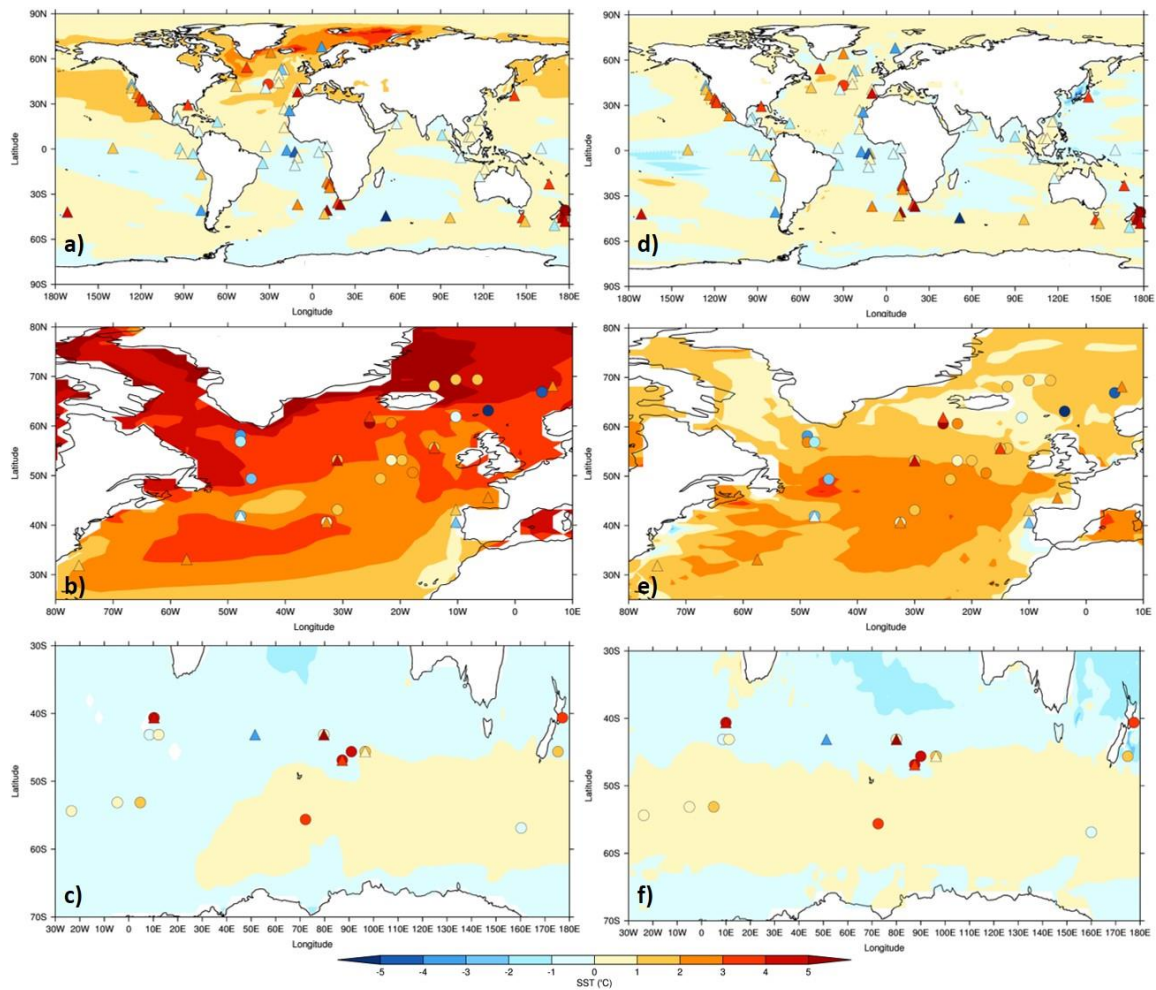 90N 90N
60N 60N
30N 30N
Latitude Latitude
0 0
30S 30S
60S 60S
a) d)
90S 90S
180W 150W 120W 90W 60W 30W 0 30E 60E 90E 120E 150E 180E 180W 150W 120W 90W 60W 30W 0 30E 60E 90E 120E 150E 180E
Longitude Longitude
80N 80N
70N 70N
60N 60N
Latitude Latitude
50N 50N
40N 40N
30N 30N
b) e)
80W 70W 60W 50W 40W 30W 20W 10W 0 10E 80W 70W 60W 50W 40W 30W 20W 10W 0 10E
Longitude Longitude
30S 30S
40S 40S
Latitude Latitude
50S 50S
60S 60S
c) f)
70S 70S
30W 20W 10W 0 10E 20E 30E 40E 50E 60E 70E 80E 90E 100E 110E 120E 130E 140E 150E 160E 170E 180E 30W 20W 10W 0 10E 20E 30E 40E 50E 60E 70E 80E 90E 100E 110E 120E 130E 140E 150E 160E 170E 180E
Longitude Longitude
-5 -4 -3 -2 -1 0 1 2 3 4 5
SST (°C)